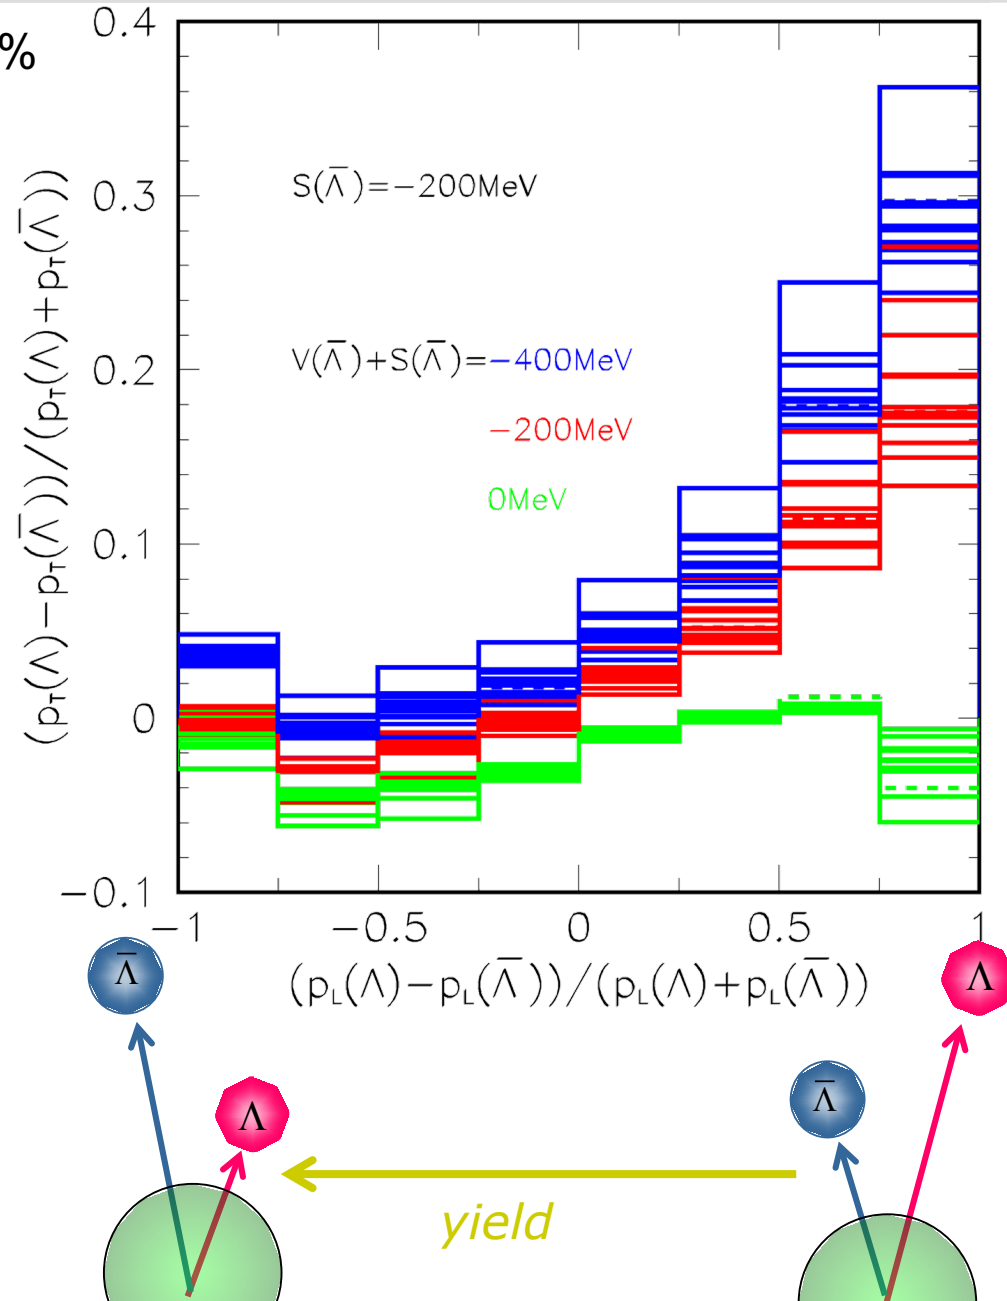 %
0.4
0.3
0.2
0.1
0
−0.1
(p_T(Λ)−p_T(Λ̅))/(p_T(Λ)+p_T(Λ̅))
S(Λ̅)=−200MeV
V(Λ̅)+S(Λ̅)=−400MeV
−200MeV
0MeV
−1 −0.5 0 0.5 1
(p_L(Λ)−p_L(Λ̅))/(p_L(Λ)+p_L(Λ̅))
Λ̅
Λ
Λ̅
Λ
yield